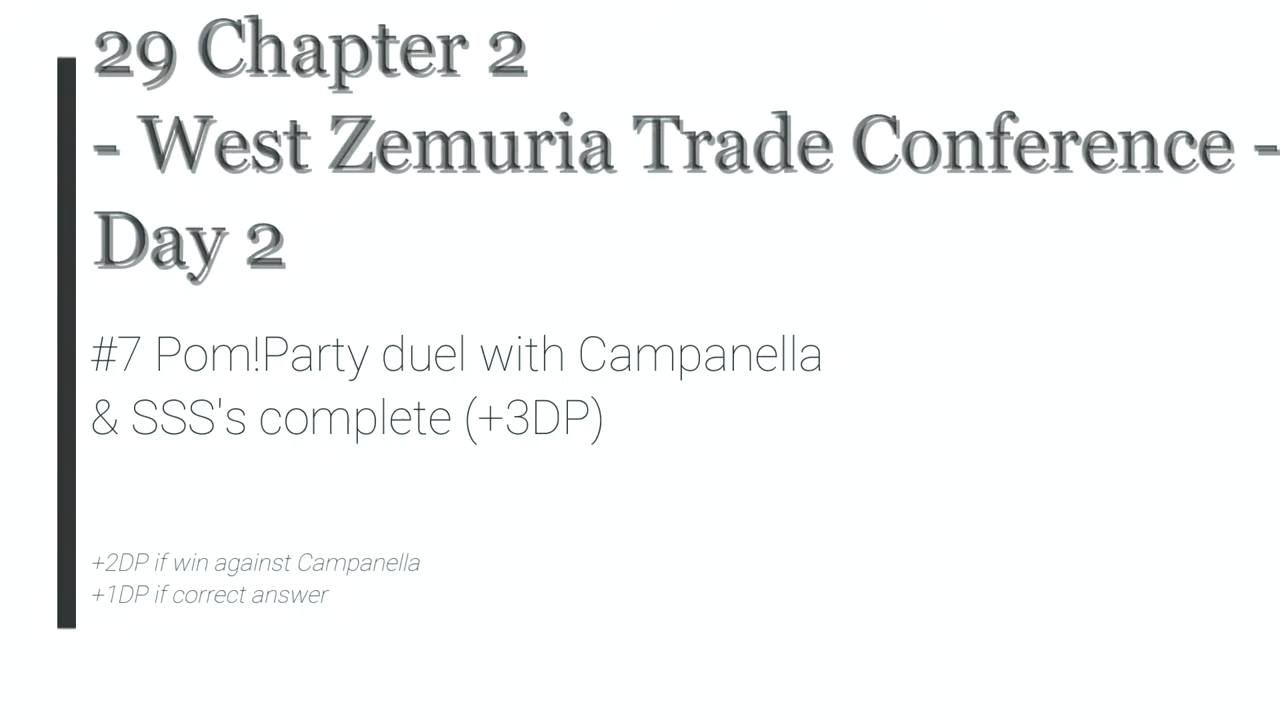 29 Chapter 2
- West Zemuria Trade Conference -
Day 2
#7 Pom!Party duel with Campanella
& SSS's complete (+3DP)
+2DP if win against Campanella
+1DP if correct answer